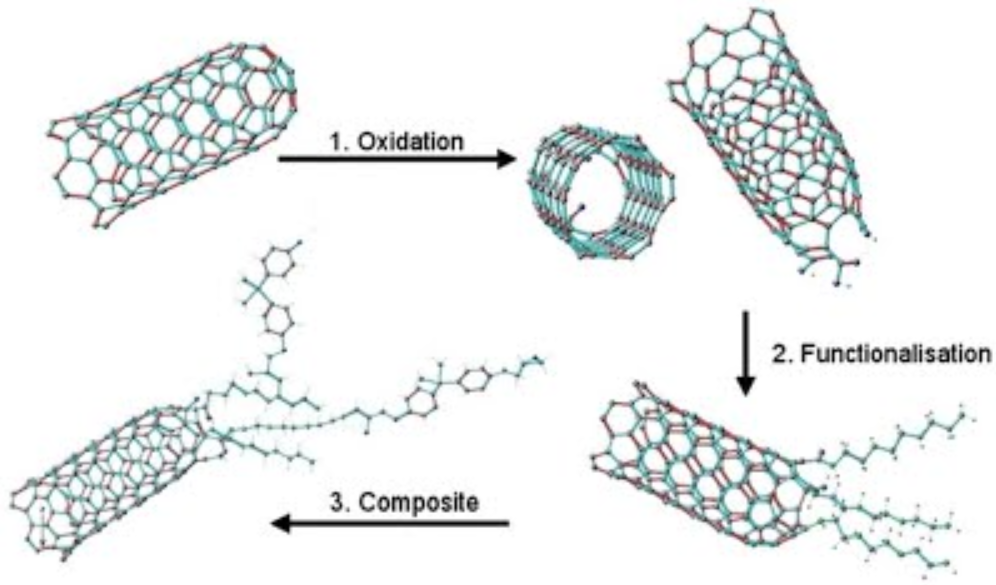 1. Oxidation
2. Functionalisation
3. Composite